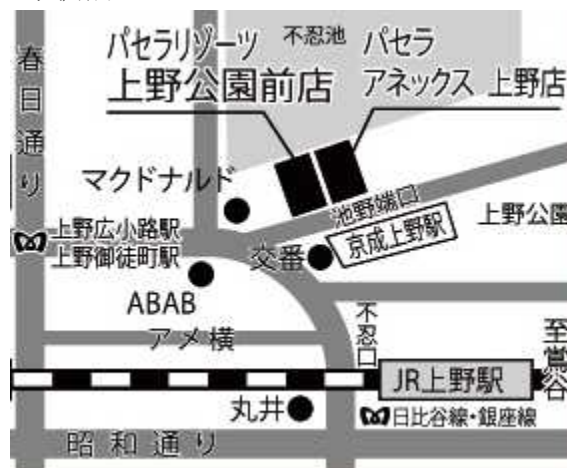 不忍池
パセラリゾーツ
上野公園前店
パセラ
アネックス 上野店
春日通り
マクドナルド
池野端口
京成上野駅
上野公園
上野広小路駅
上野御徒町駅
交番
ABAB
アメ横
不忍口
至鶯谷
JR上野駅
丸井
日比谷線・銀座線
昭和通り